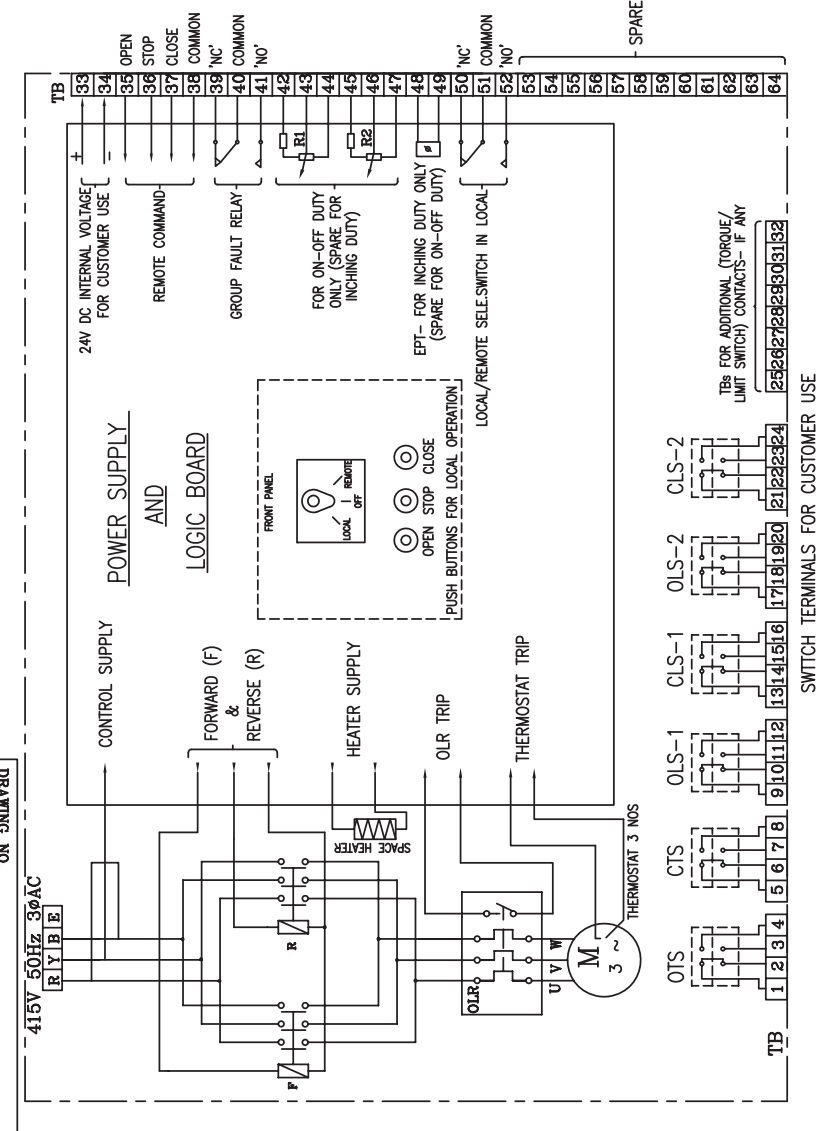 DRAWING NO
415V 50Hz 3øAC
R Y B E
TB
33
34
35
36
37
38
39
40
41
42
43
44
45
46
47
48
49
50
51
52
53
54
55
56
57
58
59
60
61
62
63
64
OPEN
STOP
CLOSE
COMMON
'NC'
COMMON
'NO'
'NC'
COMMON
'NO'
SPARE
+
−
24V DC INTERNAL VOLTAGE
FOR CUSTOMER USE
REMOTE COMMAND
GROUP FAULT RELAY
R1
R2
FOR ON-OFF DUTY
ONLY (SPARE FOR
INCHING DUTY)
EPT- FOR INCHING DUTY ONLY
(SPARE FOR ON-OFF DUTY)
LOCAL/REMOTE SELE.SWITCH IN LOCAL
POWER SUPPLY
AND
LOGIC BOARD
FRONT PANEL
LOCAL
OFF
REMOTE
OPEN STOP CLOSE
PUSH BUTTONS FOR LOCAL OPERATION
CONTROL SUPPLY
FORWARD (F)
&
REVERSE (R)
HEATER SUPPLY
OLR TRIP
THERMOSTAT TRIP
SPACE HEATER
F
R
OLR
U V W
M
3 ~
THERMOSTAT 3 NOS
TBs FOR ADDITIONAL (TORQUE/
LIMIT SWITCH) CONTACTS- IF ANY
OTS
CTS
OLS-1
CLS-1
OLS-2
CLS-2
TB
1 2 3 4
5 6 7 8
9 10 11 12
13 14 15 16
17 18 19 20
21 22 23 24
25 26 27 28 29 30 31 32
SWITCH TERMINALS FOR CUSTOMER USE